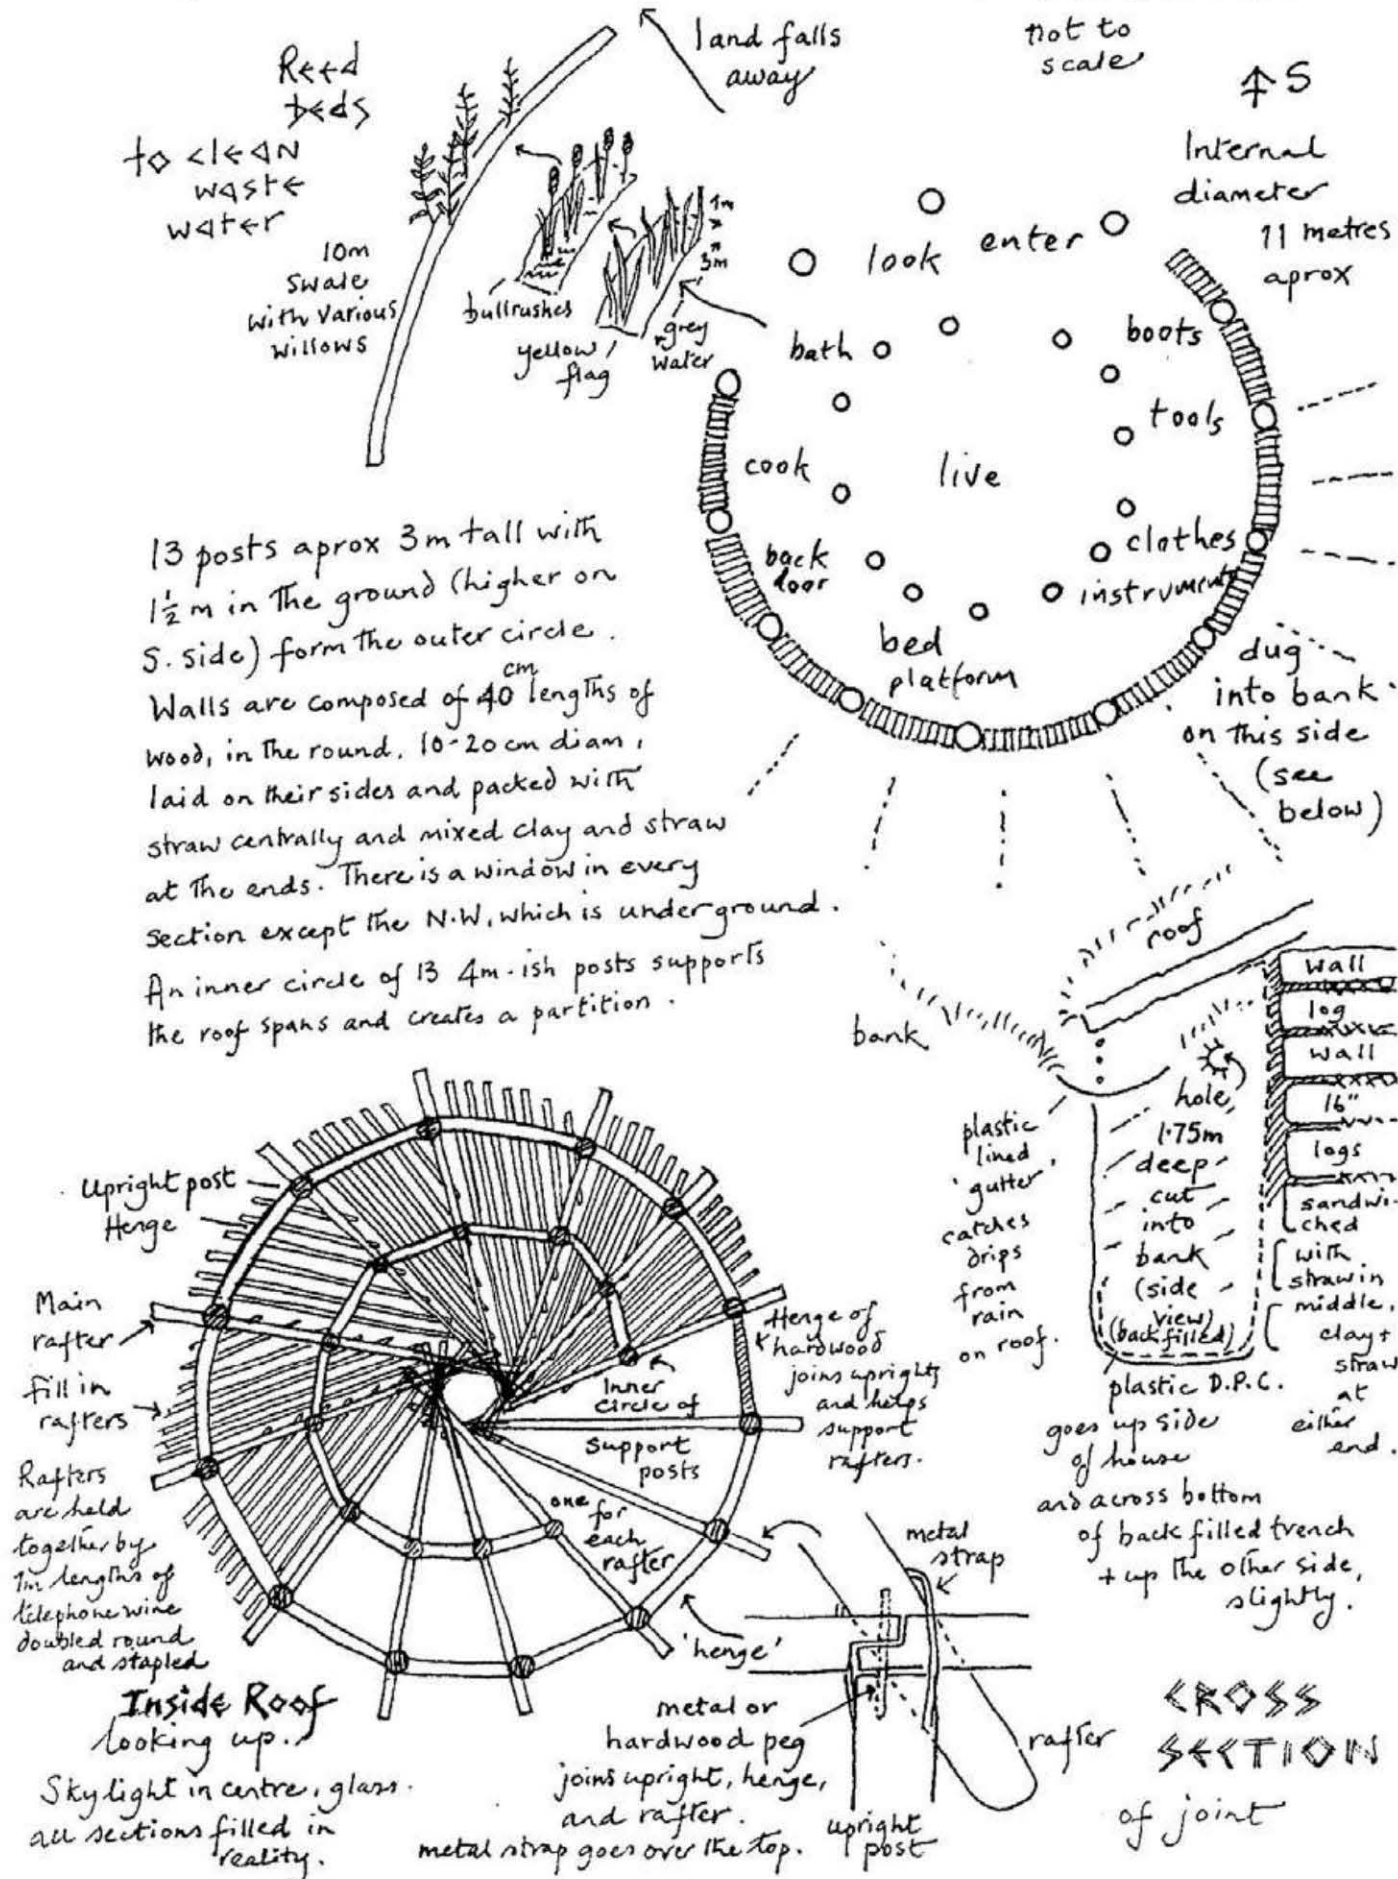 land falls
away
not to
scale
S
Reed
beds
to clean
waste
water
10m
Swale
with various
willows
bullrushes
yellow
flag
grey
water
1m
3m
Internal
diameter
11 metres
aprox
look
enter
bath
boots
tools
cook
live
clothes
back
door
instruments
bed
platform
dug
into bank
on this side
(see
below)
13 posts aprox 3m tall with
1½ m in the ground (higher on
S. side) form the outer circle.
cm
Walls are composed of 40 lengths of
wood, in the round, 10-20 cm diam,
laid on their sides and packed with
straw centrally and mixed clay and straw
at the ends. There is a window in every
section except the N.W, which is underground.
An inner circle of 13 4m-ish posts supports
the roof spans and creates a partition.
roof
bank
wall
log
wall
16"
logs
sandwi-
ched
with
straw in
middle,
clay +
straw
at
either
end.
hole,
1.75m
deep
cut
into
bank
(side
view)
(backfilled)
plastic
lined
'gutter'
catches
drips
from
rain
on roof.
plastic D.P.C.
goes up side
of house
and across bottom
of back filled trench
+ up the other side,
slightly.
Upright post
Henge
Main
rafter
fill in
rafters
Rafters
are held
together by
1m lengths of
telephone wire
doubled round
and stapled
Henge of
hardwood
joins uprights
and helps
support
rafters.
Inner
circle of
support
posts
one
for
each
rafter
'henge'
Inside Roof
looking up.
Skylight in centre, glass.
all sections filled in
reality.
metal
strap
metal or
hardwood peg
joins upright, henge,
and rafter.
metal strap goes over the top.
upright
post
rafter
CROSS
SECTION
of joint